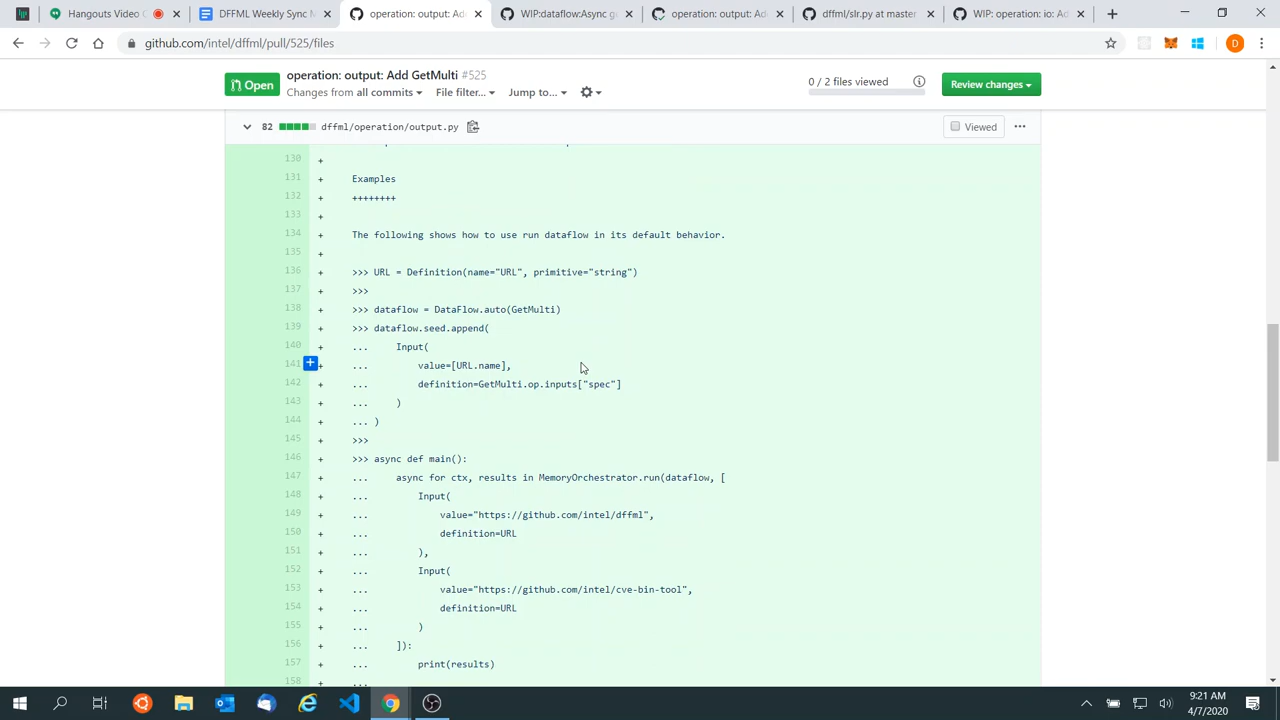 Hangouts Video C
DFFML Weekly Sync M
operation: output: Add
WIP:dataflow:Async ge
operation: output: Add
dffml/slr.py at master
WIP: operation: io: Ad
github.com/intel/dffml/pull/525/files
D
Open
operation: output: Add GetMulti #525
Changes from all commits
File filter...
Jump to...
0 / 2 files viewed
Review changes
82
dffml/operation/output.py
Viewed
130 +
131 + Examples
132 + ++++++++
133 +
134 + The following shows how to use run dataflow in its default behavior.
135 +
136 + >>> URL = Definition(name="URL", primitive="string")
137 + >>>
138 + >>> dataflow = DataFlow.auto(GetMulti)
139 + >>> dataflow.seed.append(
140 + ... Input(
141 + ... value=[URL.name],
142 + ... definition=GetMulti.op.inputs["spec"]
143 + ... )
144 + ... )
145 + >>>
146 + >>> async def main():
147 + ... async for ctx, results in MemoryOrchestrator.run(dataflow, [
148 + ... Input(
149 + ... value="https://github.com/intel/dffml",
150 + ... definition=URL
151 + ... ),
152 + ... Input(
153 + ... value="https://github.com/intel/cve-bin-tool",
154 + ... definition=URL
155 + ... )
156 + ... ]):
157 + ... print(results)
158 + ...
9:21 AM
4/7/2020